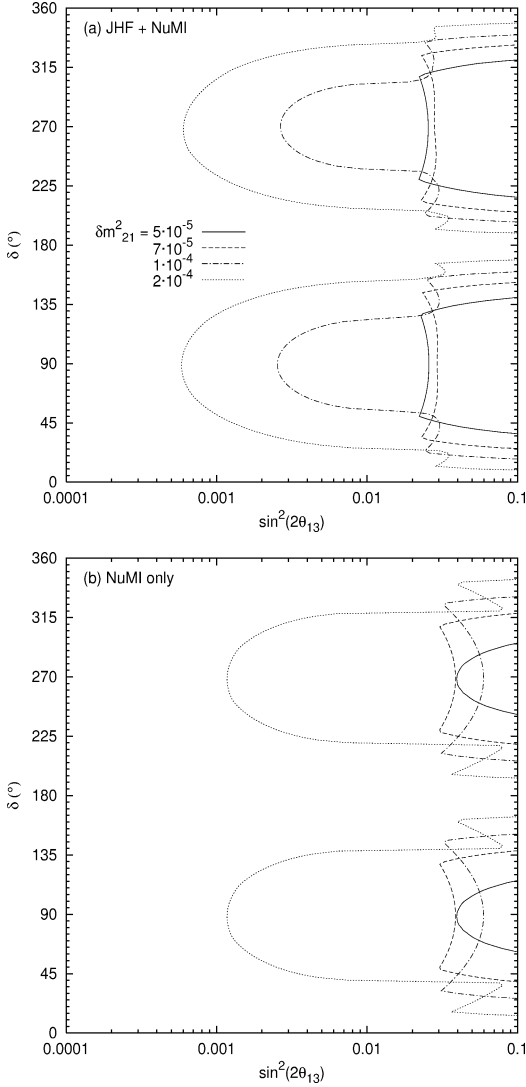 (a) JHF + NuMI
360
315
270
225
180
135
90
45
0
δ (°)
δm²₂₁ = 5·10⁻⁵
7·10⁻⁵
1·10⁻⁴
2·10⁻⁴
0.0001 0.001 0.01 0.1
sin²(2θ₁₃)
(b) NuMI only
360
315
270
225
180
135
90
45
0
δ (°)
0.0001 0.001 0.01 0.1
sin²(2θ₁₃)